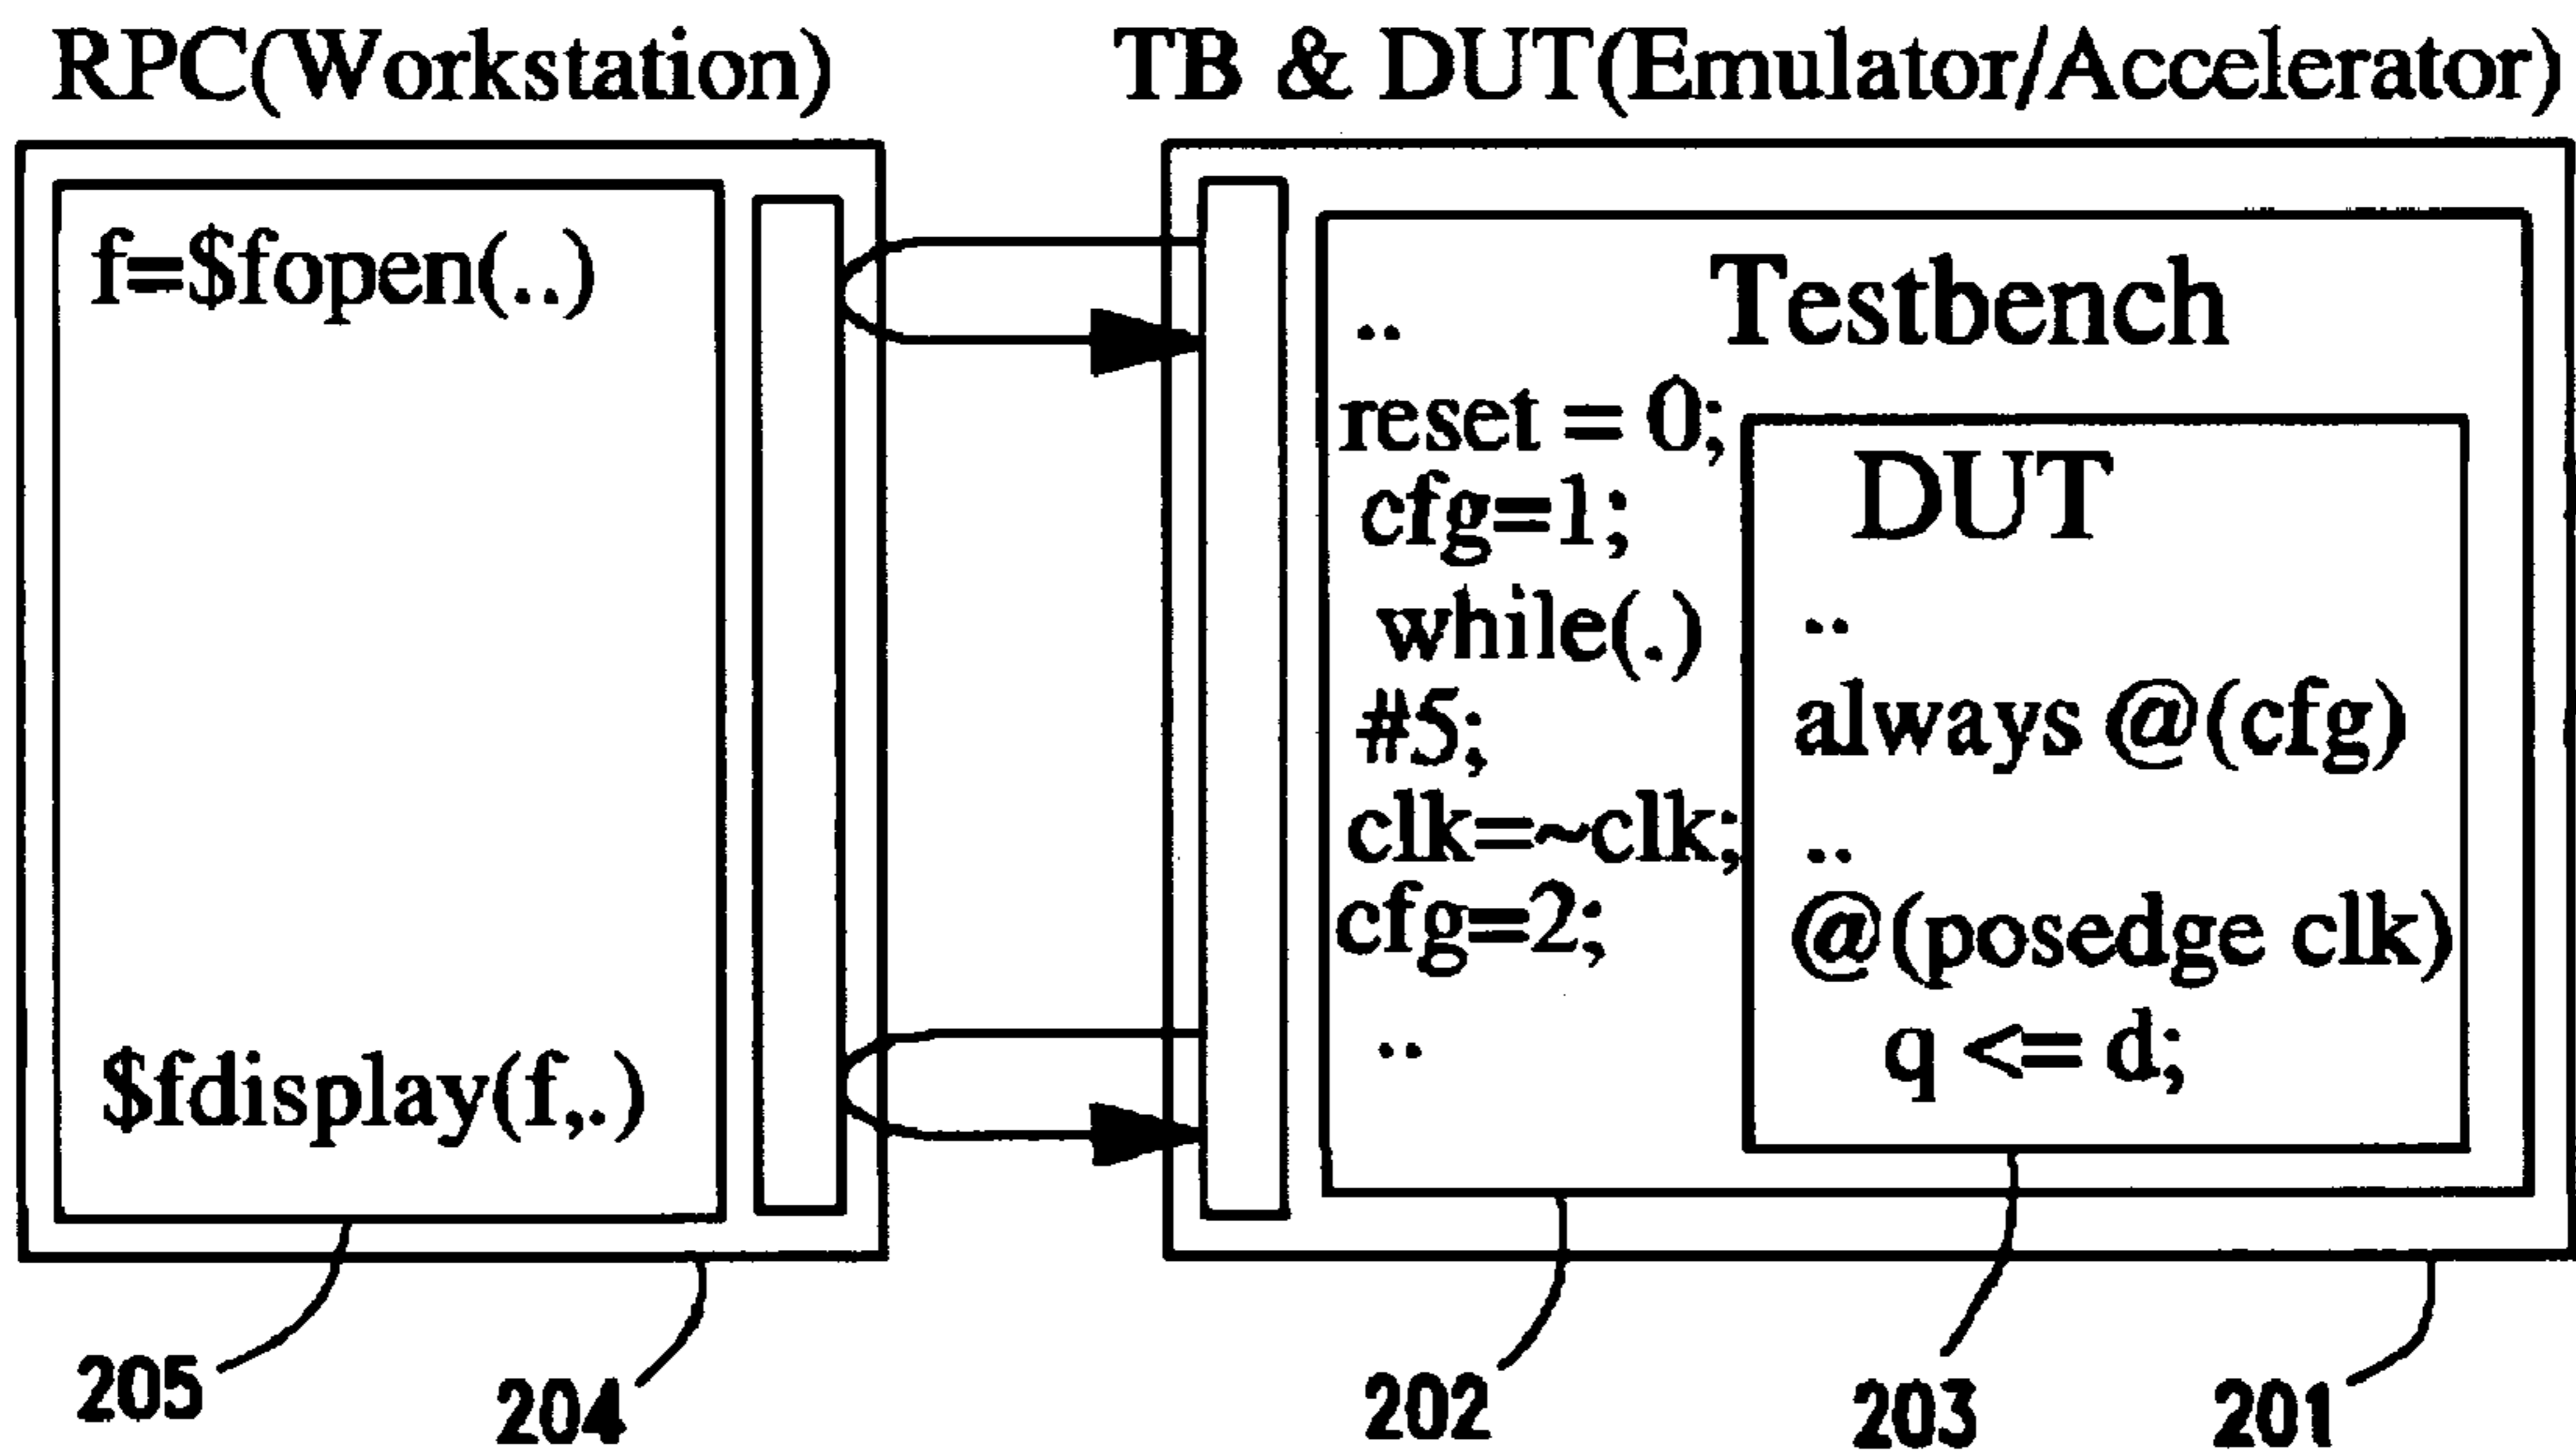 RPC(Workstation)
TB & DUT(Emulator/Accelerator)
f=$fopen(..)
$fdisplay(f,.)
Testbench
..
reset = 0;
cfg=1;
while(.)
#5;
clk=~clk;
cfg=2;
..
DUT
..
always @(cfg)
..
@(posedge clk)
q <= d;
205
204
202
203
201